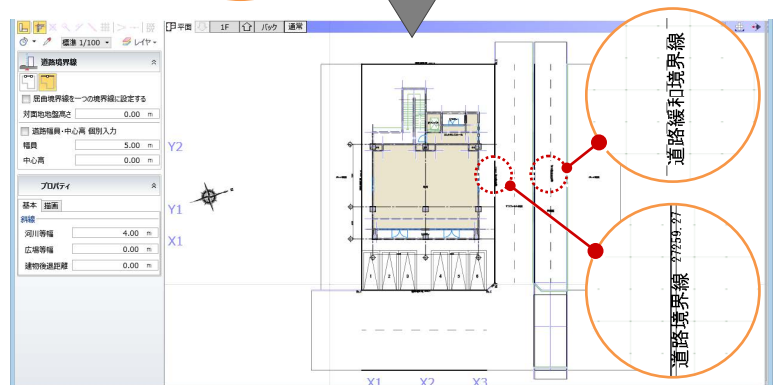 平面
1F
バック
通常
標準 1/100
レイヤ
道路境界線
屈曲境界線を一つの境界線に設定する
対面地地盤高さ 0.00 m
道路幅員・中心高 個別入力
幅員 5.00 m
中心高 0.00 m
プロパティ
基本 描画
斜線
河川等幅 4.00 m
広場等幅 0.00 m
建物後退距離 0.00 m
Y2
Y1
X1
1 2 3 4 5 6
X1 X2 X3
道路緩和境界線
道路境界線 27259.27